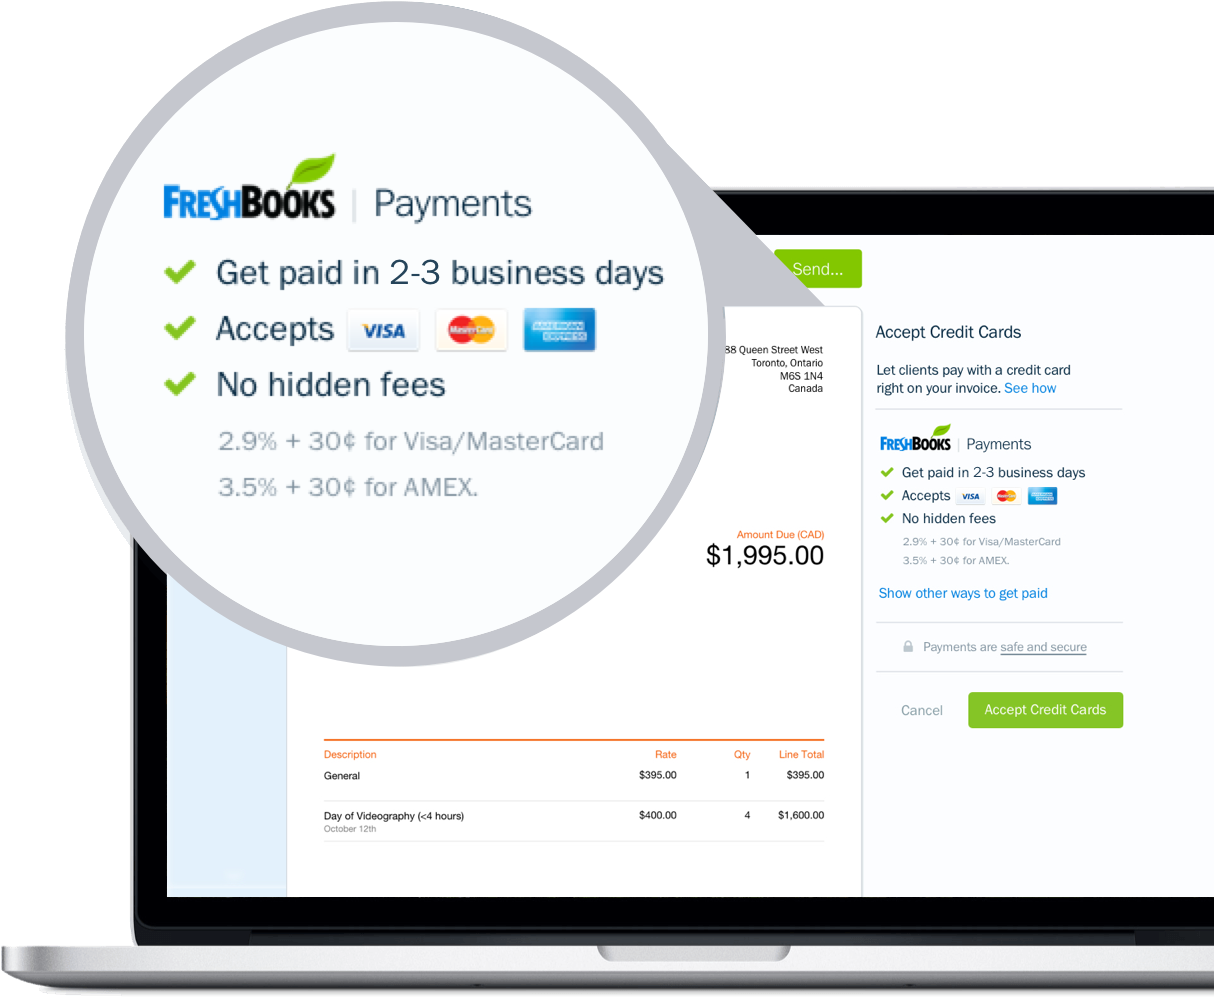 FRESHBOOKS | Payments
Get paid in 2-3 business days
Accepts VISA MasterCard AMERICAN EXPRESS
No hidden fees
2.9% + 30¢ for Visa/MasterCard
3.5% + 30¢ for AMEX.
Send...
88 Queen Street West
Toronto, Ontario
M6S 1N4
Canada
Amount Due (CAD)
$1,995.00
Description Rate Qty Line Total
General $395.00 1 $395.00
Day of Videography (<4 hours) $400.00 4 $1,600.00
October 12th
Accept Credit Cards
Let clients pay with a credit card
right on your invoice. See how
FRESHBOOKS | Payments
Get paid in 2-3 business days
Accepts VISA MasterCard AMERICAN EXPRESS
No hidden fees
2.9% + 30¢ for Visa/MasterCard
3.5% + 30¢ for AMEX.
Show other ways to get paid
Payments are safe and secure
Cancel Accept Credit Cards